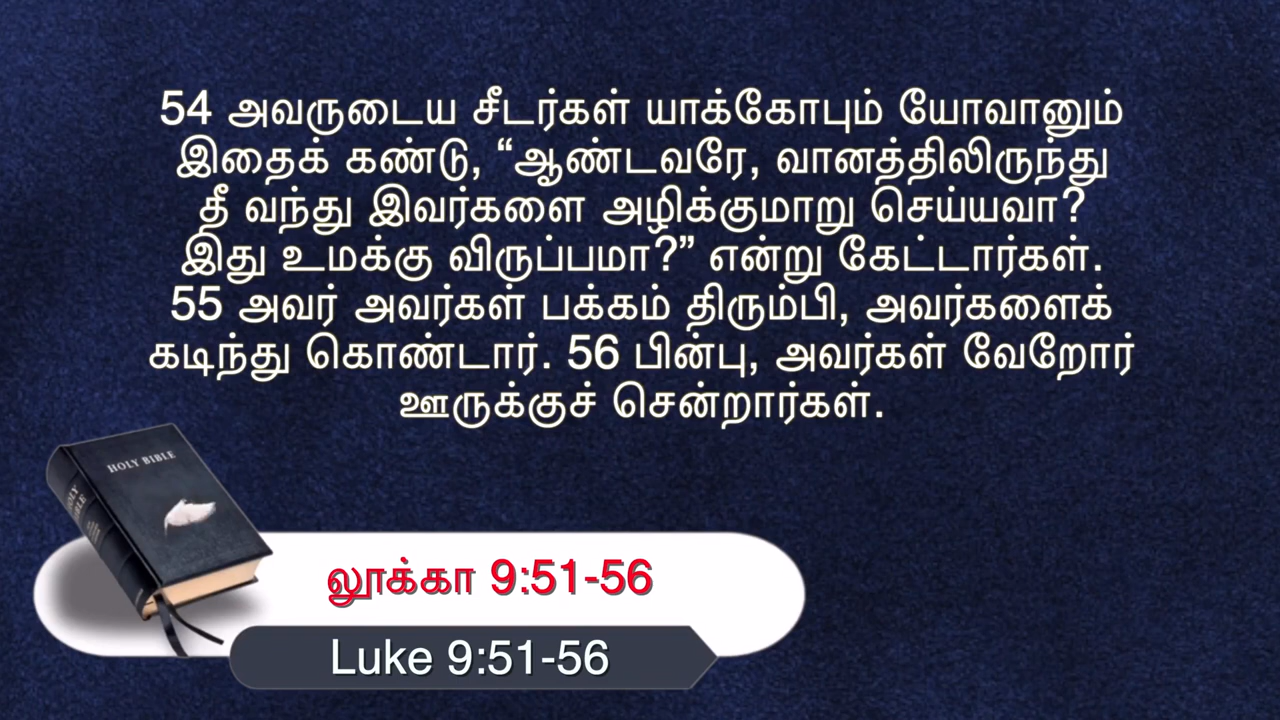 54 அவருடைய சீடர்கள் யாக்கோபும் யோவானும்
இதைக் கண்டு, “ஆண்டவரே, வானத்திலிருந்து
தீ வந்து இவர்களை அழிக்குமாறு செய்யவா?
இது உமக்கு விருப்பமா?” என்று கேட்டார்கள்.
55 அவர் அவர்கள் பக்கம் திரும்பி, அவர்களைக்
கடிந்து கொண்டார். 56 பின்பு, அவர்கள் வேறோர்
ஊருக்குச் சென்றார்கள்.
HOLY BIBLE
HOLY
BIBLE
லூக்கா 9:51-56
Luke 9:51-56